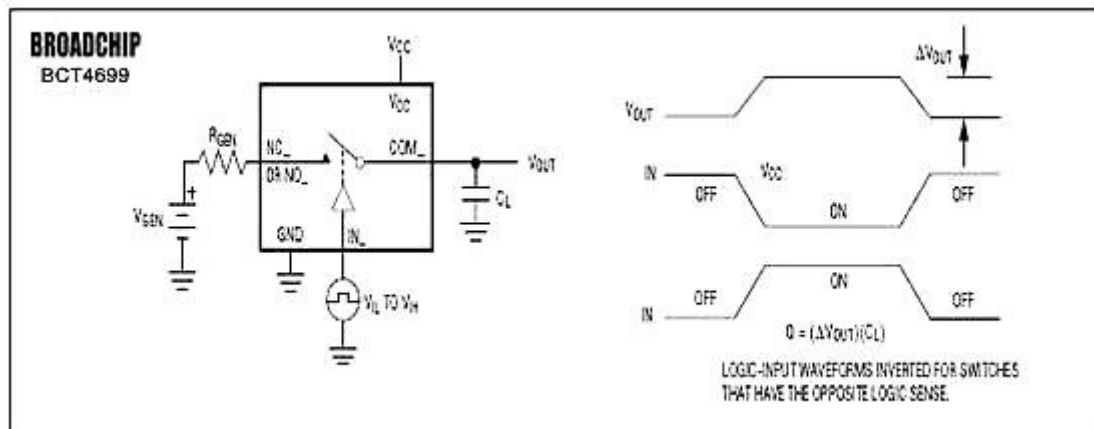 BROADCHIP
BCT4699
VCC
VCC
RGEN
NC_
OR NO_
COM_
VOUT
CL
VGEN
+
GND
IN_
VIL TO VIH
ΔVOUT
VOUT
IN
VCC
OFF
ON
OFF
IN
OFF
ON
OFF
Q = (ΔVOUT)(CL)
LOGIC-INPUT WAVEFORMS INVERTED FOR SWITCHES
THAT HAVE THE OPPOSITE LOGIC SENSE.